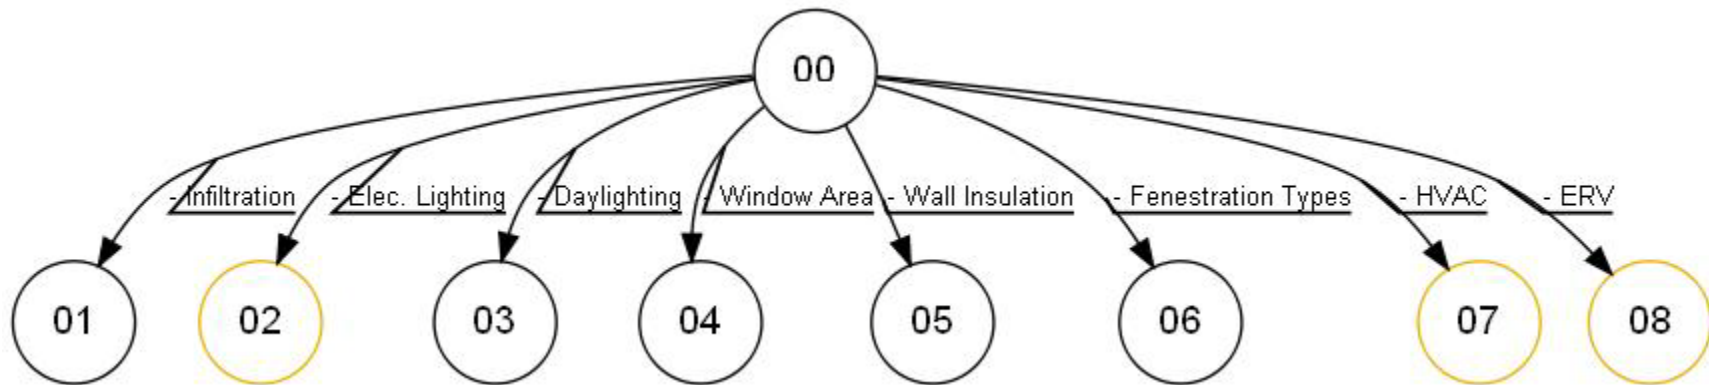 00
- Infiltration
- Elec. Lighting
- Daylighting
- Window Area
- Wall Insulation
- Fenestration Types
- HVAC
- ERV
01
02
03
04
05
06
07
08